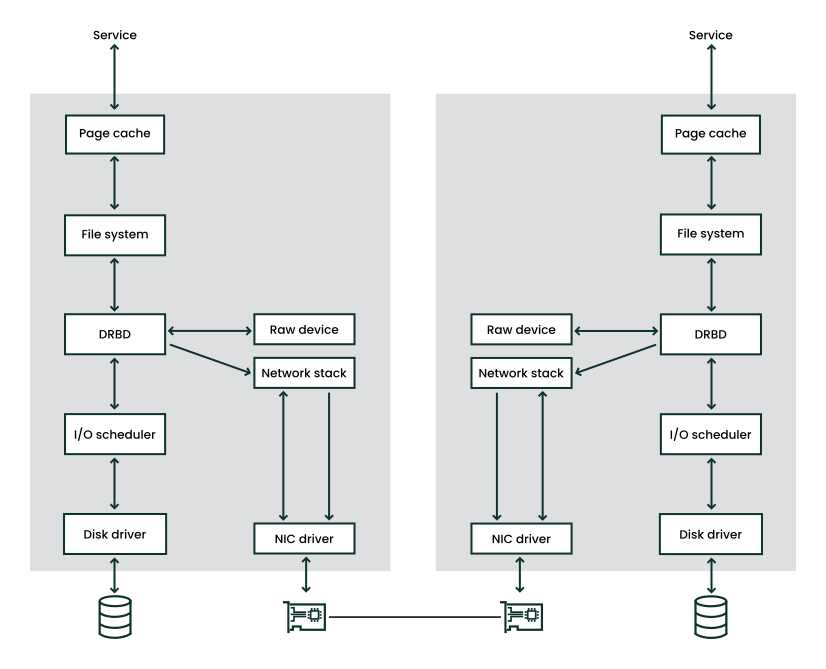 Service
Page cache
File system
DRBD
Raw device
Network stack
I/O scheduler
Disk driver
NIC driver
Service
Page cache
File system
Raw device
DRBD
Network stack
I/O scheduler
NIC driver
Disk driver